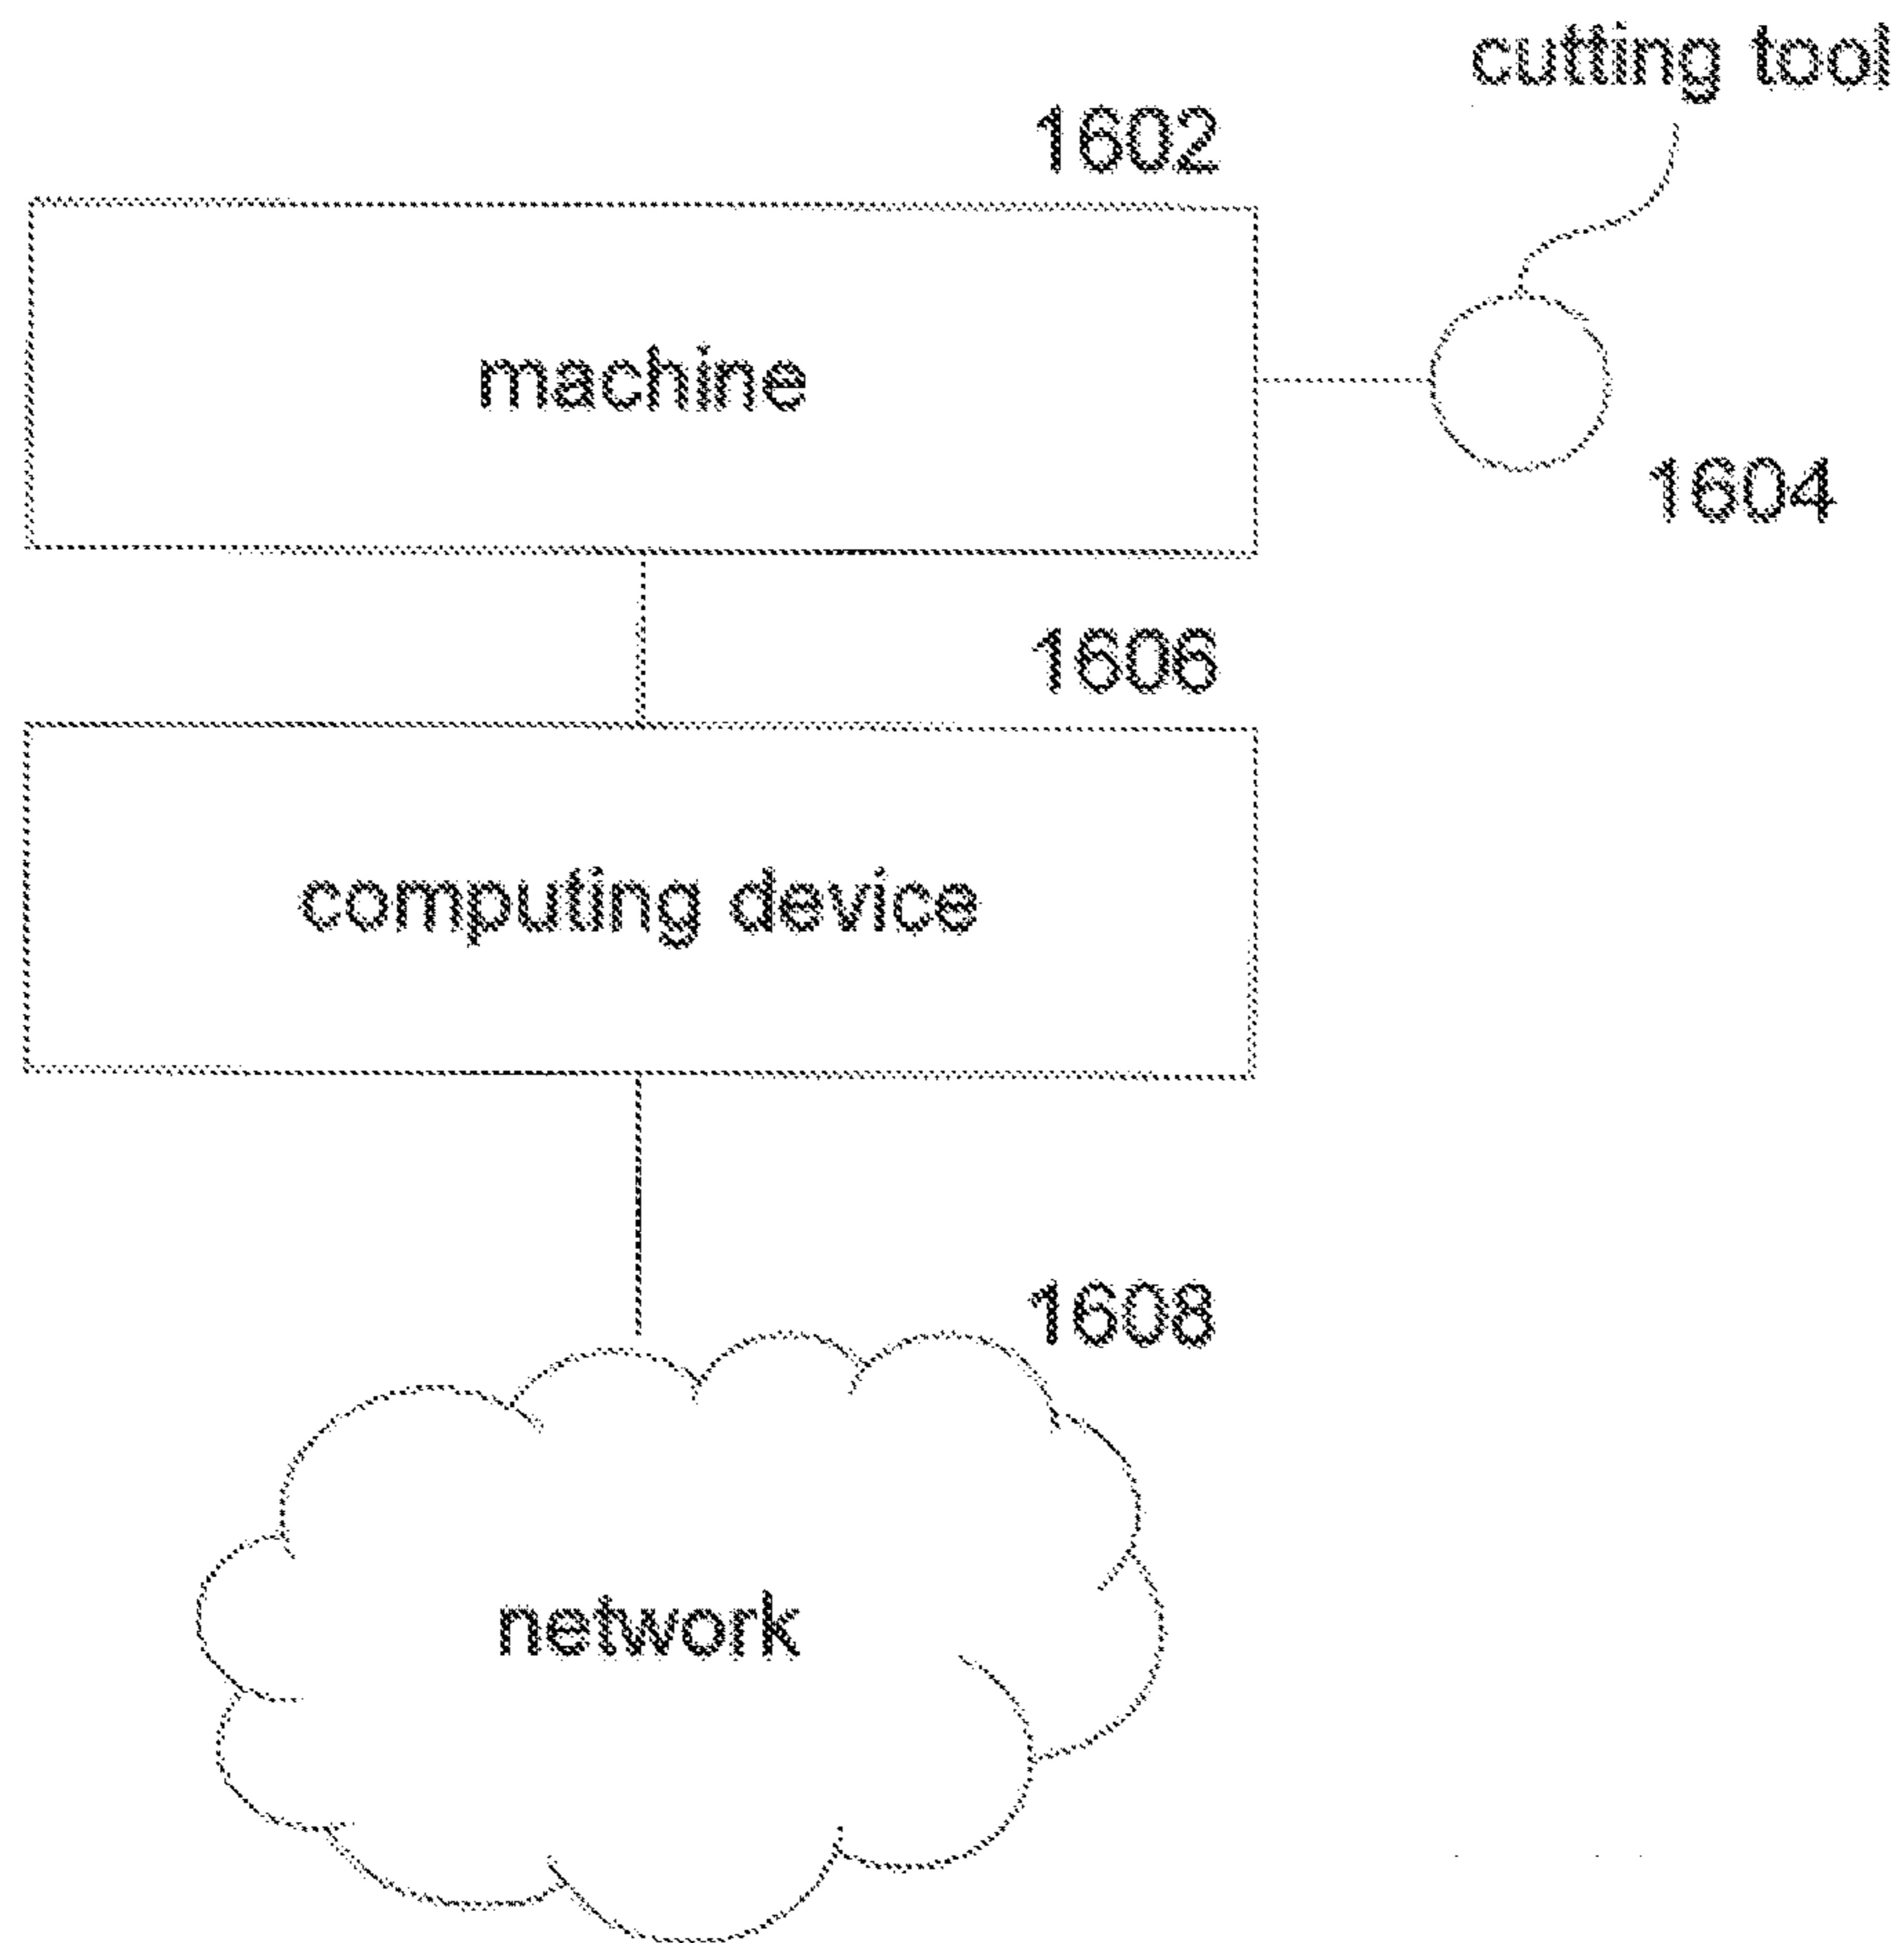 cutting tool
1602
machine
1604
1606
computing device
1608
network